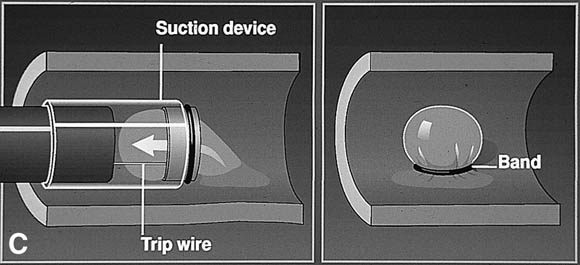 Suction device
Band
Trip wire
C